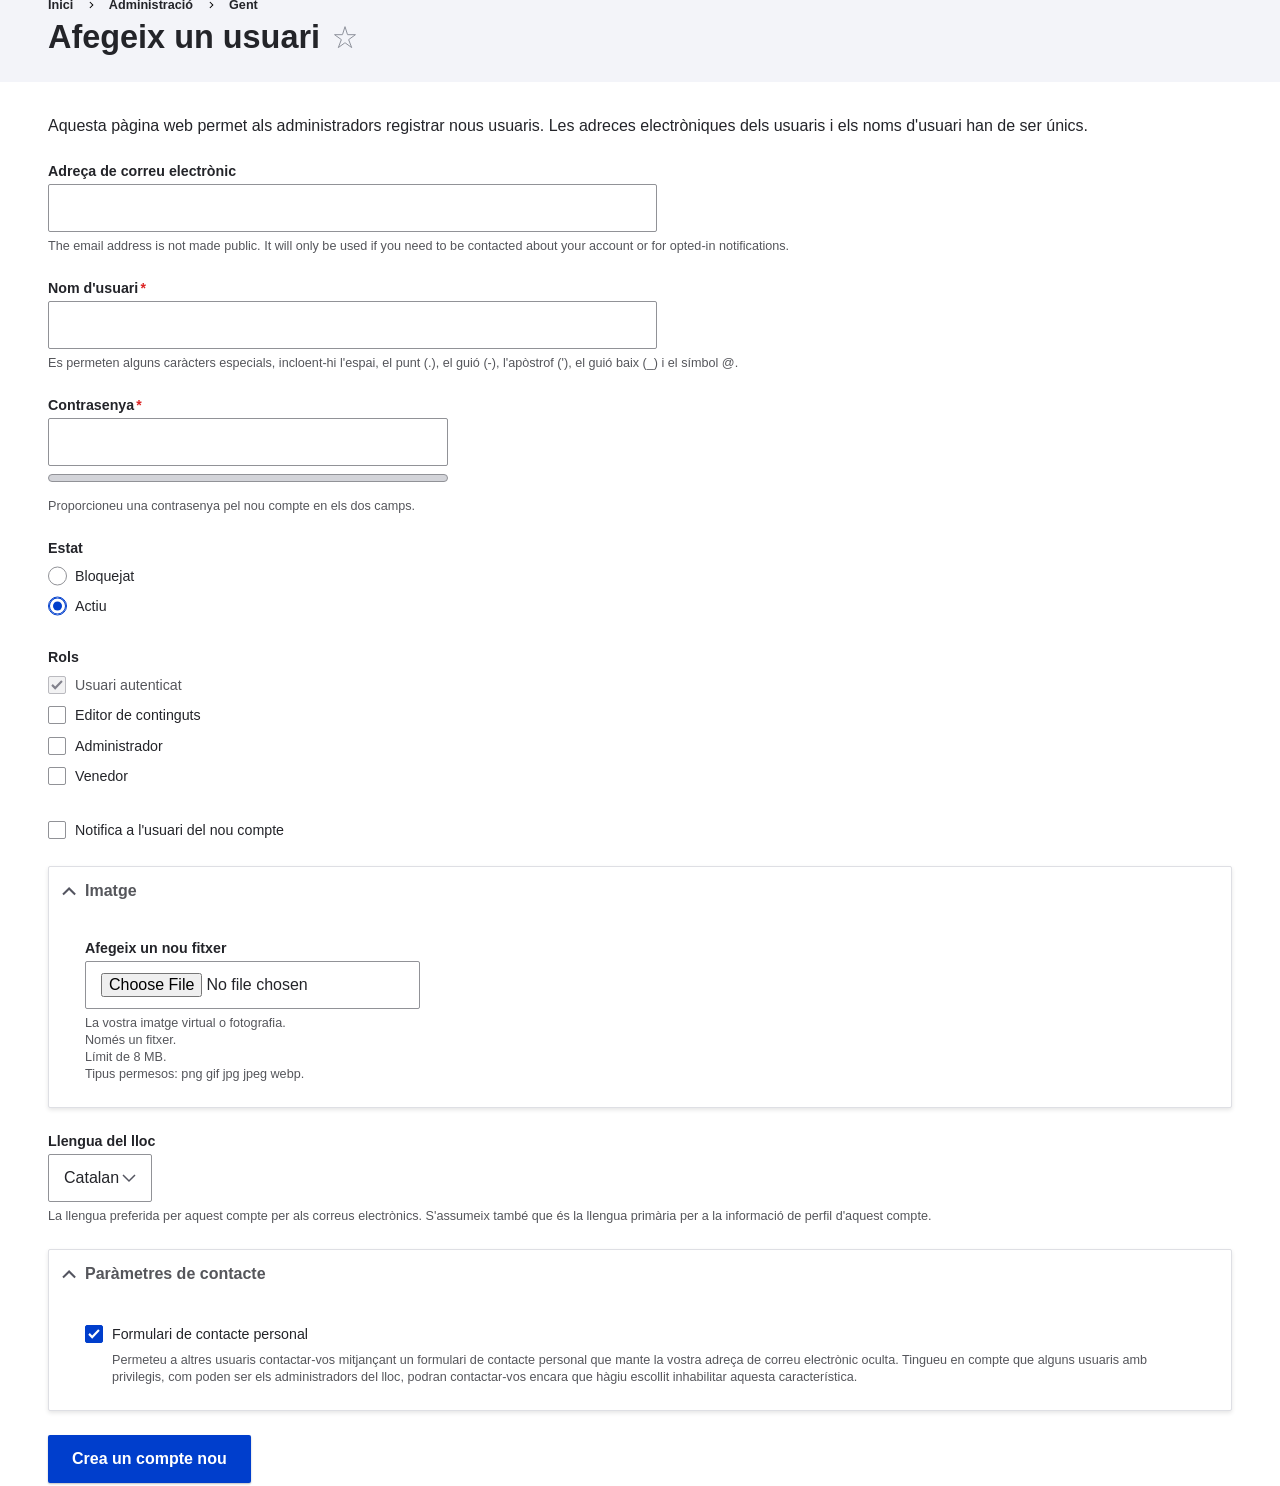 Inici › Administració › Gent
Afegeix un usuari ☆
Aquesta pàgina web permet als administradors registrar nous usuaris. Les adreces electròniques dels usuaris i els noms d'usuari han de ser únics.
Adreça de correu electrònic
The email address is not made public. It will only be used if you need to be contacted about your account or for opted-in notifications.
Nom d'usuari*
Es permeten alguns caràcters especials, incloent-hi l'espai, el punt (.), el guió (-), l'apòstrof ('), el guió baix (_) i el símbol @.
Contrasenya*
Proporcioneu una contrasenya pel nou compte en els dos camps.
Estat
Bloquejat
Actiu
Rols
Usuari autenticat
Editor de continguts
Administrador
Venedor
Notifica a l'usuari del nou compte
Imatge
Afegeix un nou fitxer
Choose File No file chosen
La vostra imatge virtual o fotografia.
Només un fitxer.
Límit de 8 MB.
Tipus permesos: png gif jpg jpeg webp.
Llengua del lloc
Catalan
La llengua preferida per aquest compte per als correus electrònics. S'assumeix també que és la llengua primària per a la informació de perfil d'aquest compte.
Paràmetres de contacte
Formulari de contacte personal
Permeteu a altres usuaris contactar-vos mitjançant un formulari de contacte personal que mante la vostra adreça de correu electrònic oculta. Tingueu en compte que alguns usuaris amb
privilegis, com poden ser els administradors del lloc, podran contactar-vos encara que hàgiu escollit inhabilitar aquesta característica.
Crea un compte nou